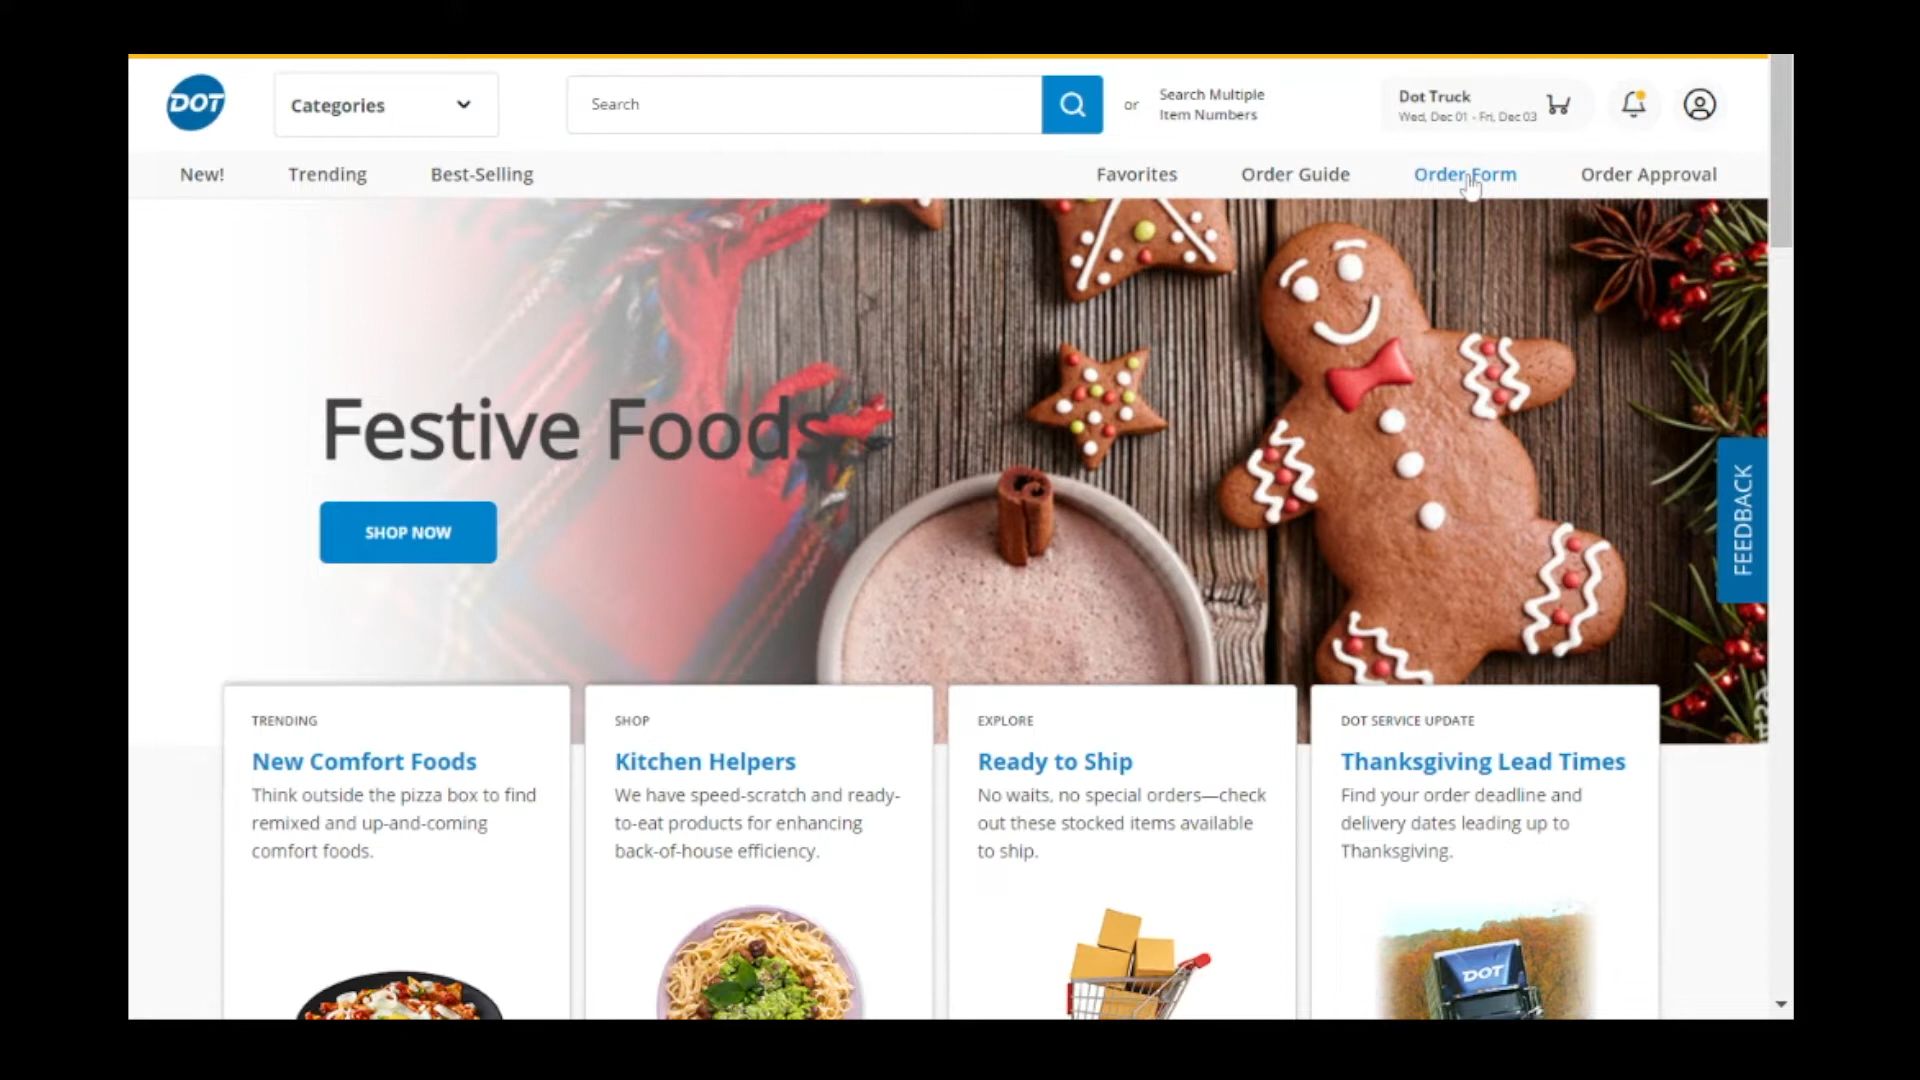 DOT
Categories
Search
or
Search Multiple
Item Numbers
Dot Truck
Wed, Dec 01 - Fri, Dec 03
New!
Trending
Best-Selling
Favorites
Order Guide
Order Form
Order Approval
Festive Foods
SHOP NOW
FEEDBACK
TRENDING
New Comfort Foods
Think outside the pizza box to find
remixed and up-and-coming
comfort foods.
SHOP
Kitchen Helpers
We have speed-scratch and ready-
to-eat products for enhancing
back-of-house efficiency.
EXPLORE
Ready to Ship
No waits, no special orders—check
out these stocked items available
to ship.
DOT SERVICE UPDATE
Thanksgiving Lead Times
Find your order deadline and
delivery dates leading up to
Thanksgiving.
DOT